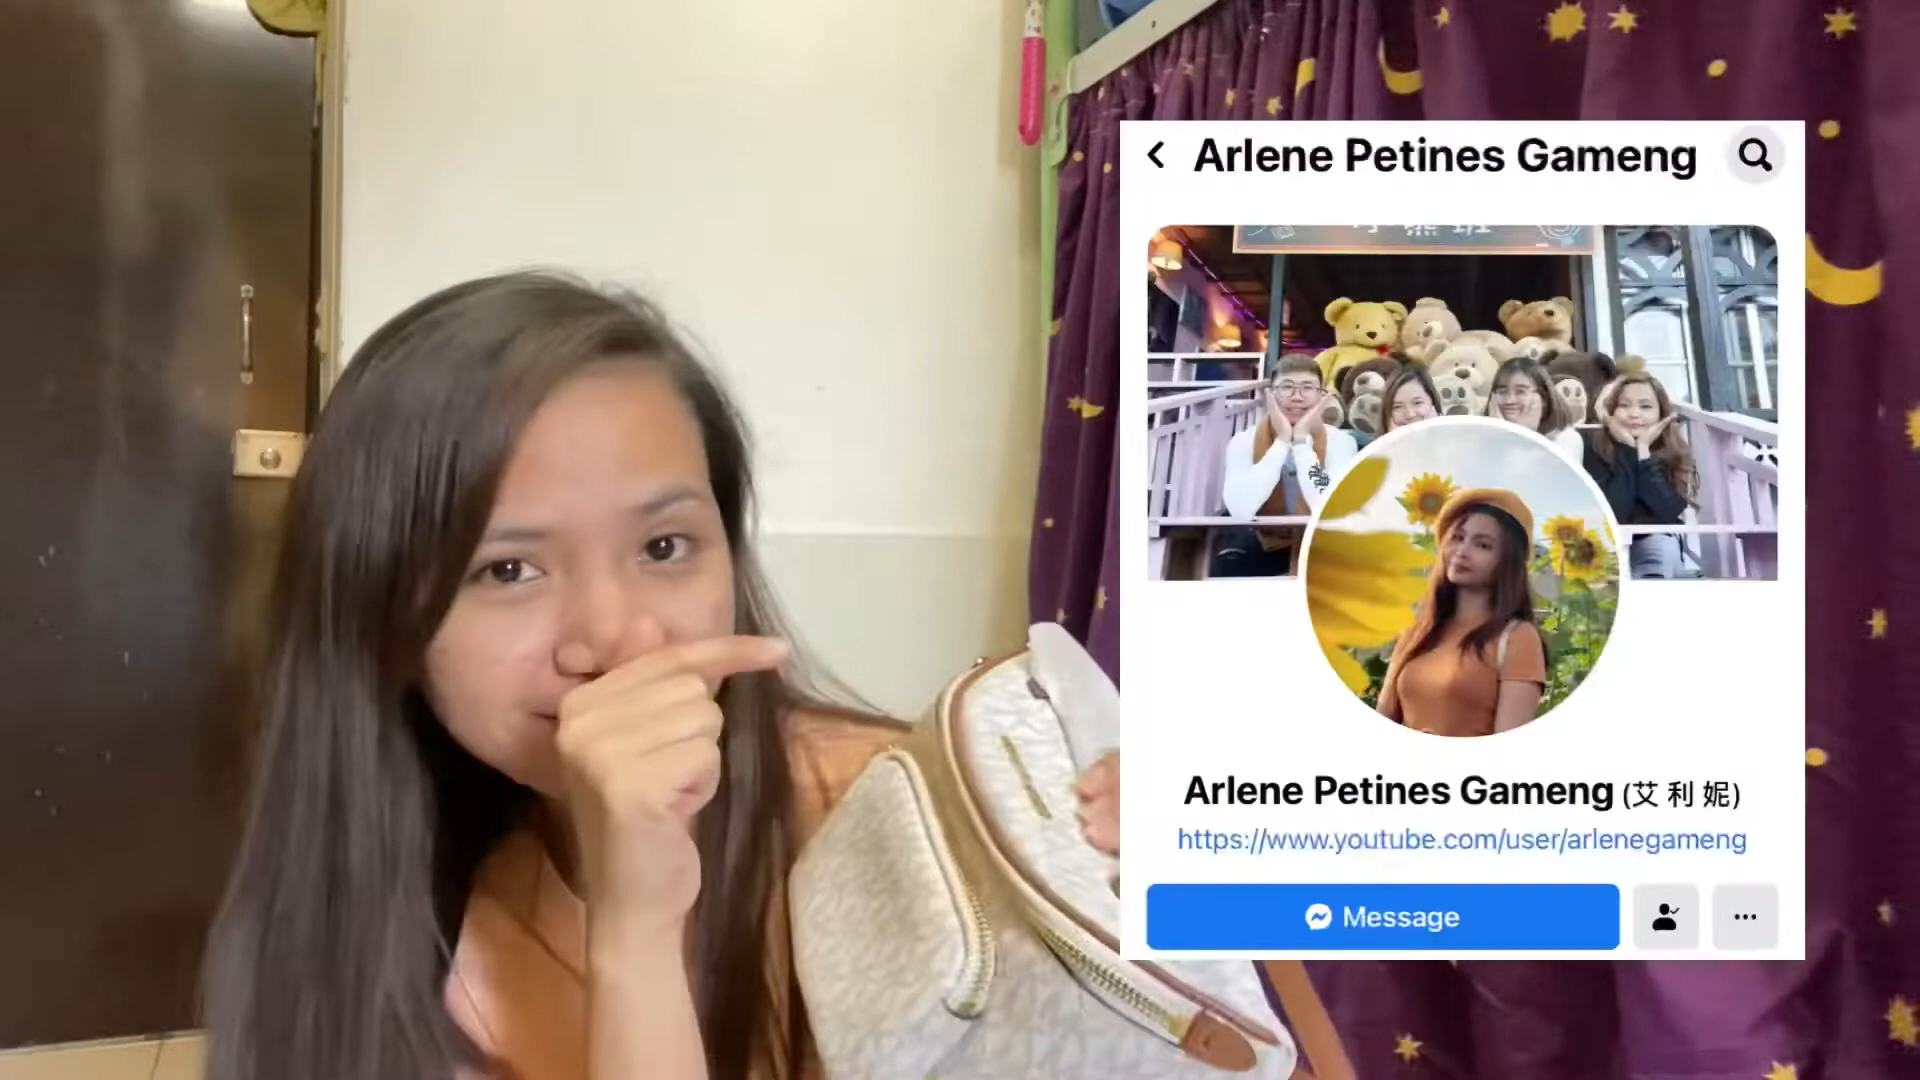 Arlene Petines Gameng
Arlene Petines Gameng (艾利妮)
https://www.youtube.com/user/arlenegameng
Message